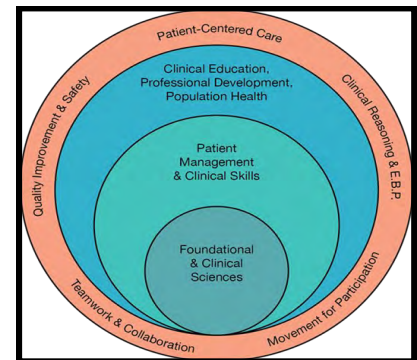 Patient-Centered Care
Quality Improvement & Safety
Clinical Reasoning & E.B.P.
Clinical Education,
Professional Development,
Population Health
Patient
Management
& Clinical Skills
Foundational
& Clinical
Sciences
Teamwork & Collaboration
Movement for Participation